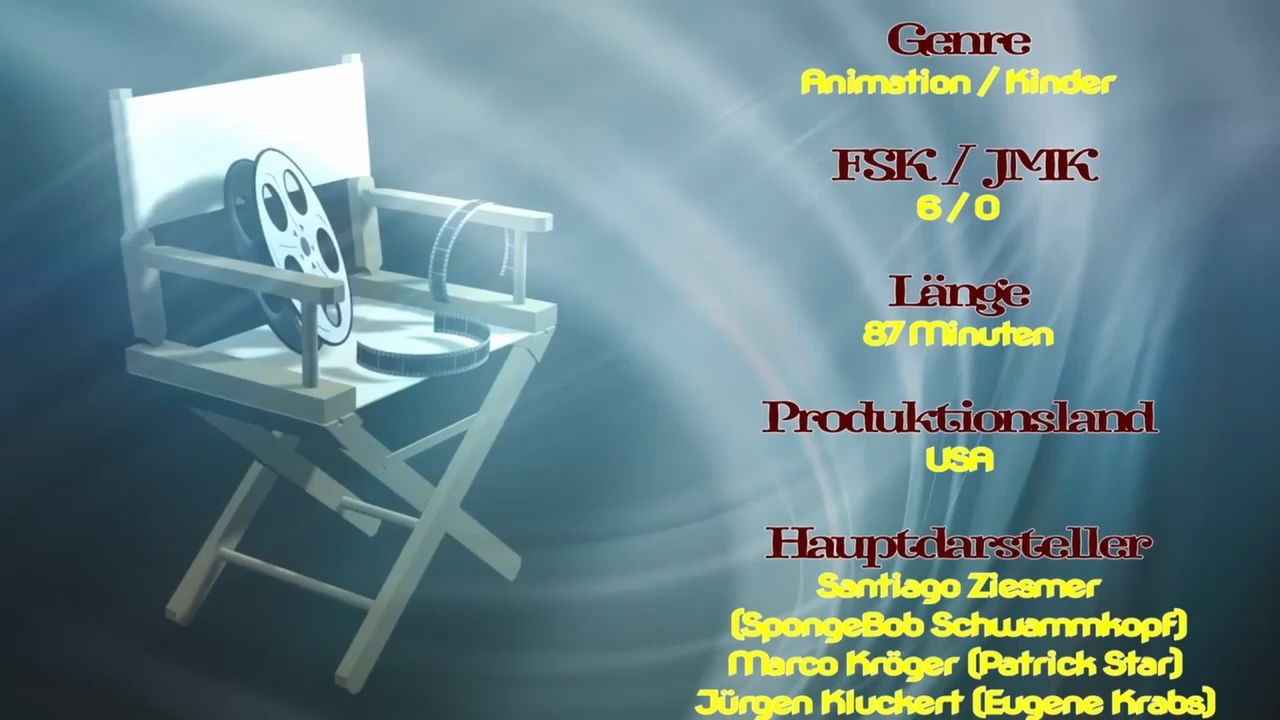 Genre
Animation / Kinder
FSK / JMK
6 / 0
Länge
87 Minuten
Produktionsland
USA
Hauptdarsteller
Santiago Ziesmer
(SpongeBob Schwammkopf)
Marco Kröger (Patrick Star)
Jürgen Kluckert (Eugene Krabs)